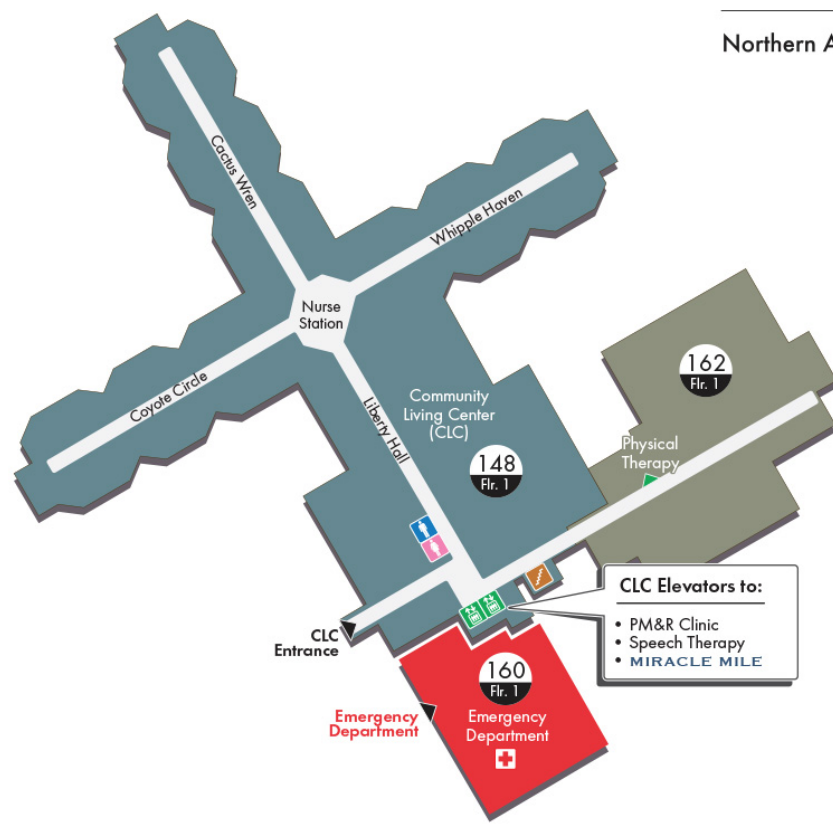 Northern A
Cactus Wren
Whipple Haven
Nurse
Station
Coyote Circle
Liberty Hall
Community
Living Center
(CLC)
148
Flr. 1
162
Flr. 1
Physical
Therapy
CLC
Entrance
CLC Elevators to:
• PM&R Clinic
• Speech Therapy
• MIRACLE MILE
160
Flr. 1
Emergency
Department
Emergency
Department